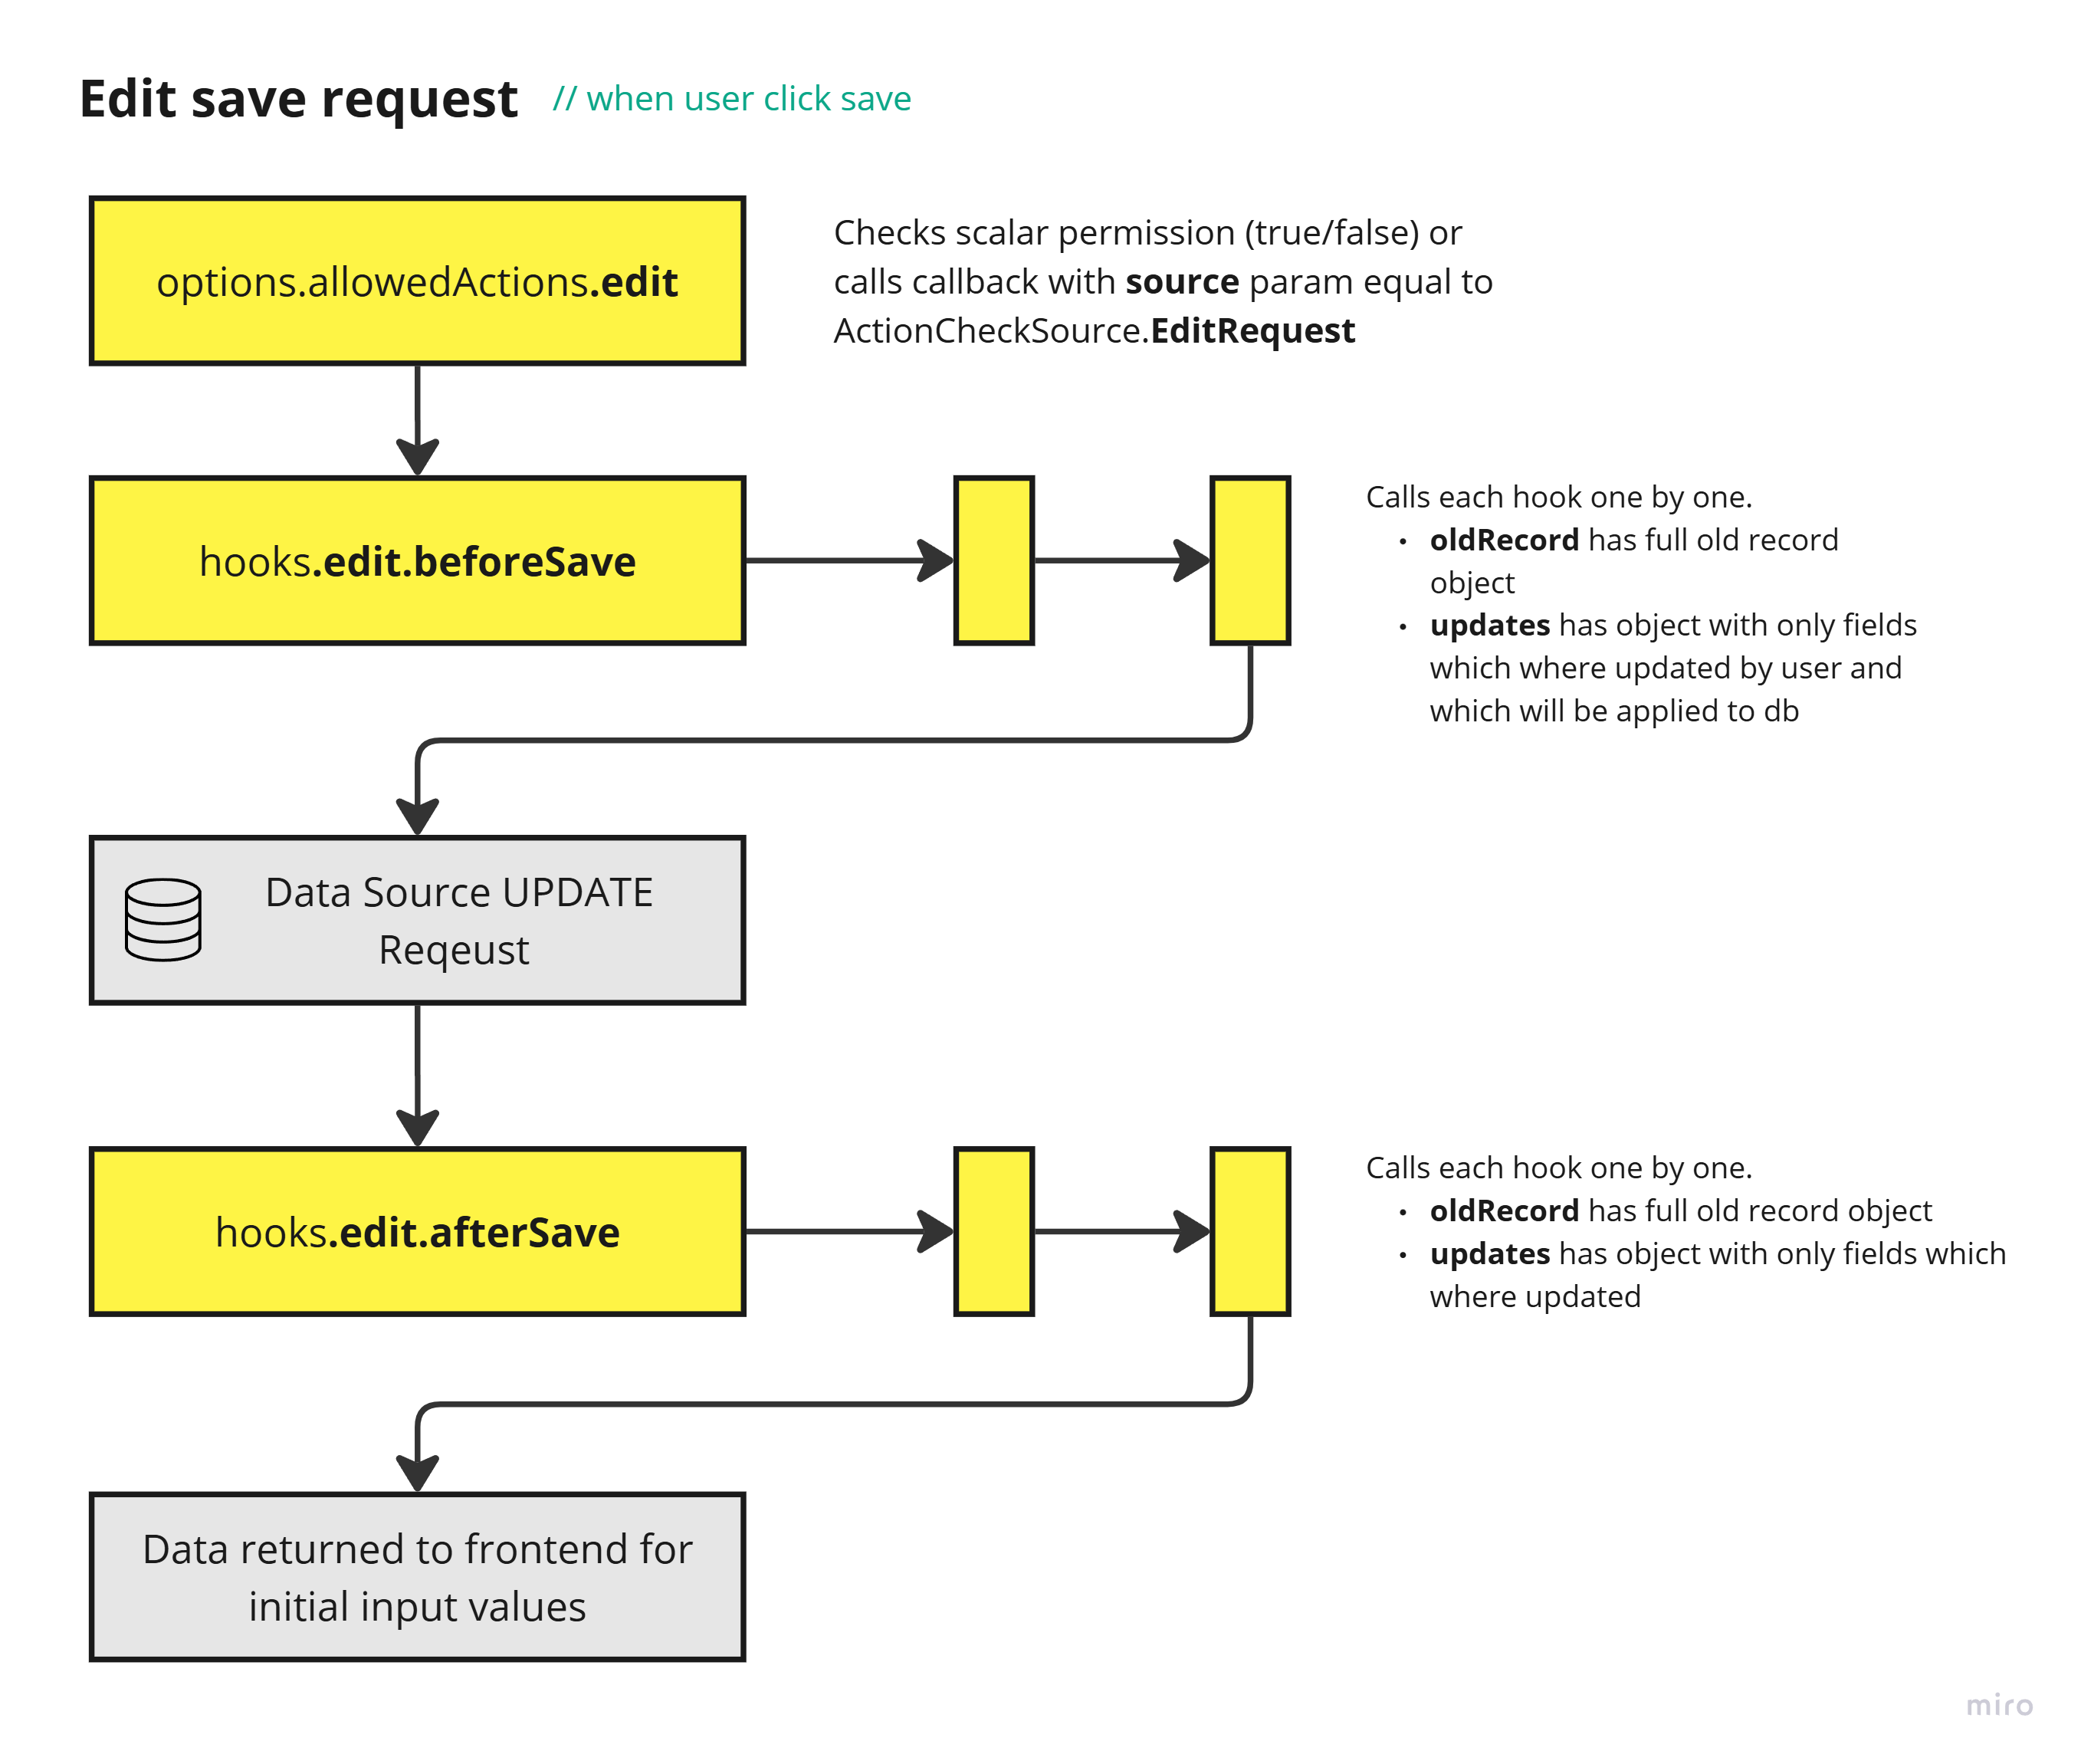 Edit save request // when user click save
options.allowedActions.edit
Checks scalar permission (true/false) or
calls callback with source param equal to
ActionCheckSource.EditRequest
hooks.edit.beforeSave
Calls each hook one by one.
• oldRecord has full old record
object
• updates has object with only fields
which where updated by user and
which will be applied to db
Data Source UPDATE
Reqeust
hooks.edit.afterSave
Calls each hook one by one.
• oldRecord has full old record object
• updates has object with only fields which
where updated
Data returned to frontend for
initial input values
miro